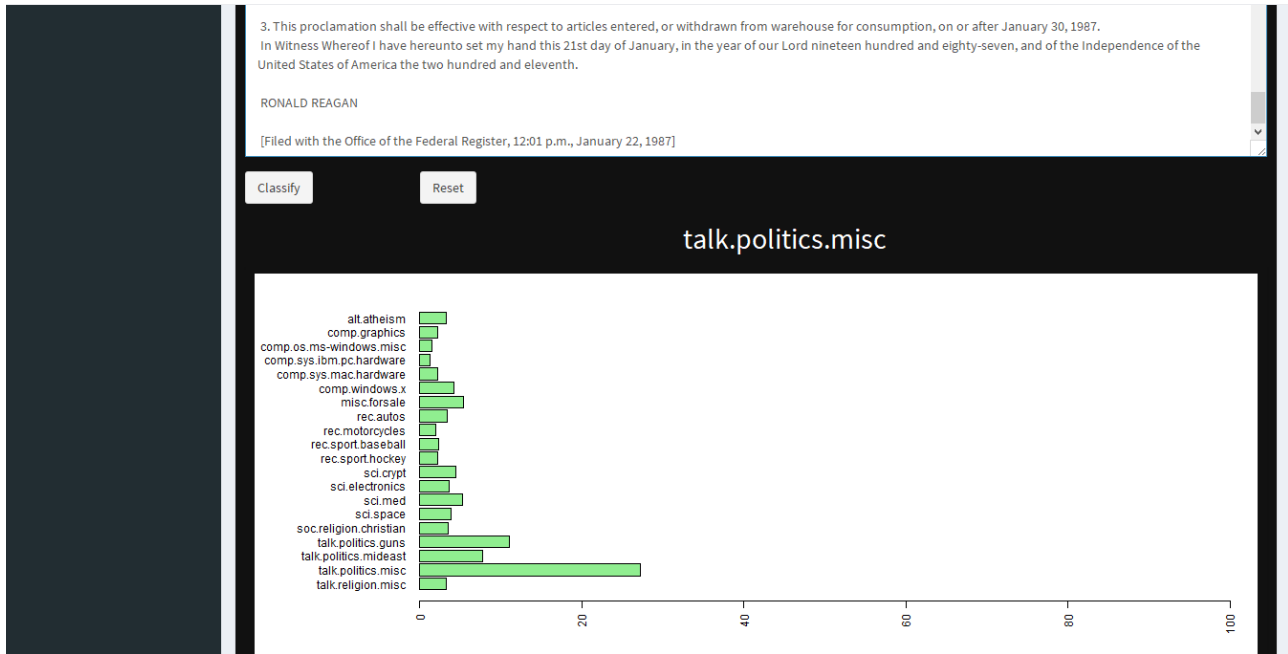 3. This proclamation shall be effective with respect to articles entered, or withdrawn from warehouse for consumption, on or after January 30, 1987.
In Witness Whereof I have hereunto set my hand this 21st day of January, in the year of our Lord nineteen hundred and eighty-seven, and of the Independence of the
United States of America the two hundred and eleventh.
RONALD REAGAN
[Filed with the Office of the Federal Register, 12:01 p.m., January 22, 1987]
Classify
Reset
talk.politics.misc
alt.atheism
comp.graphics
comp.os.ms-windows.misc
comp.sys.ibm.pc.hardware
comp.sys.mac.hardware
comp.windows.x
misc.forsale
rec.autos
rec.motorcycles
rec.sport.baseball
rec.sport.hockey
sci.crypt
sci.electronics
sci.med
sci.space
soc.religion.christian
talk.politics.guns
talk.politics.mideast
talk.politics.misc
talk.religion.misc
0
20
40
60
80
100